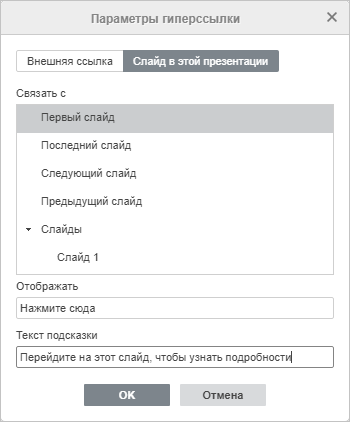 Параметры гиперссылки
Внешняя ссылка Слайд в этой презентации
Связать с
Первый слайд
Последний слайд
Следующий слайд
Предыдущий слайд
Слайды
Слайд 1
Отображать
Нажмите сюда
Текст подсказки
Перейдите на этот слайд, чтобы узнать подробности
OK Отмена